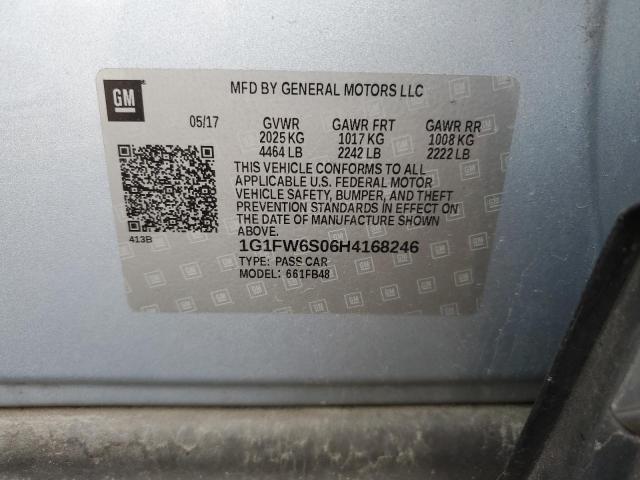 GM
MFD BY GENERAL MOTORS LLC
05/17 GVWR GAWR FRT GAWR RR
2025 KG 1017 KG 1008 KG
4464 LB 2242 LB 2222 LB
THIS VEHICLE CONFORMS TO ALL
APPLICABLE U.S. FEDERAL MOTOR
VEHICLE SAFETY, BUMPER, AND THEFT
PREVENTION STANDARDS IN EFFECT ON
THE DATE OF MANUFACTURE SHOWN
ABOVE.
413B
1G1FW6S06H4168246
TYPE: PASS CAR
MODEL: 661FB48